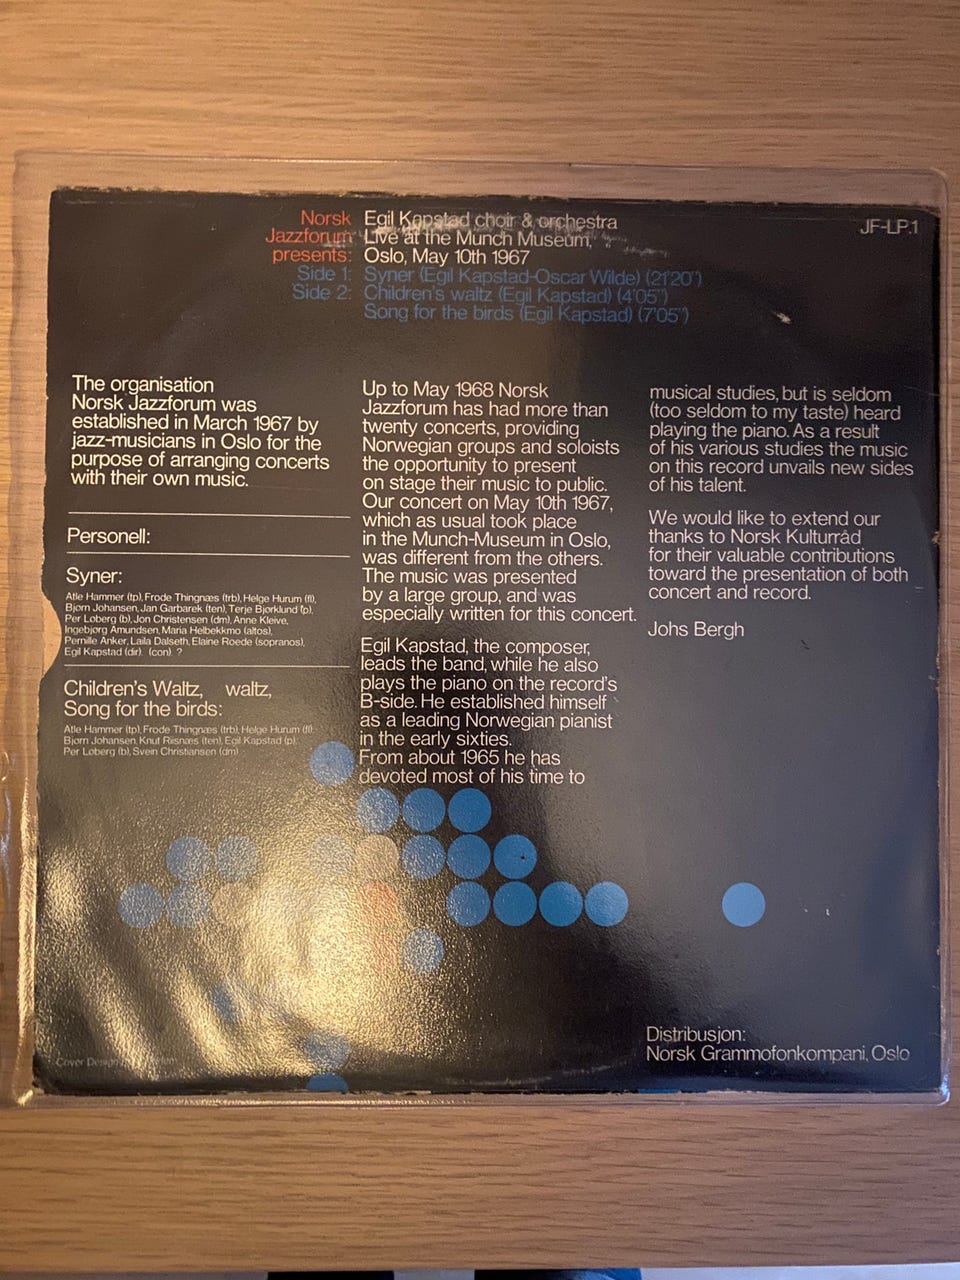 Norsk Egil Kapstad choir & orchestra
Jazzforum Live at the Munch Museum,
presents: Oslo, May 10th 1967
Side 1: Syner (Egil Kapstad-Oscar Wilde) (21'20")
Side 2: Children's waltz (Egil Kapstad) (4'05")
Song for the birds (Egil Kapstad) (7'05")
JF-LP.1
The organisation
Norsk Jazzforum was
established in March 1967 by
jazz-musicians in Oslo for the
purpose of arranging concerts
with their own music.
Personell:
Syner:
Atle Hammer (tp), Frode Thingnæs (trb), Helge Hurum (fl),
Bjørn Johansen, Jan Garbarek (ten), Terje Bjørklund (p),
Per Løberg (b), Jon Christensen (dm), Anne Kleive,
Ingebjørg Amundsen, Maria Helbekkmo (altos),
Pernille Anker, Laila Dalseth, Elaine Roede (sopranos),
Egil Kapstad (dir). (con). ?
Children's Waltz, waltz,
Song for the birds:
Atle Hammer (tp), Frode Thingnæs (trb), Helge Hurum (fl)
Bjørn Johansen, Knut Riisnæs (ten), Egil Kapstad (p),
Per Løberg (b), Svein Christiansen (dm)
Up to May 1968 Norsk
Jazzforum has had more than
twenty concerts, providing
Norwegian groups and soloists
the opportunity to present
on stage their music to public.
Our concert on May 10th 1967,
which as usual took place
in the Munch-Museum in Oslo,
was different from the others.
The music was presented
by a large group, and was
especially written for this concert.
Egil Kapstad, the composer,
leads the band, while he also
plays the piano on the record's
B-side. He established himself
as a leading Norwegian pianist
in the early sixties.
From about 1965 he has
devoted most of his time to
musical studies, but is seldom
(too seldom to my taste) heard
playing the piano. As a result
of his various studies the music
on this record unvails new sides
of his talent.
We would like to extend our
thanks to Norsk Kulturråd
for their valuable contributions
toward the presentation of both
concert and record.
Johs Bergh
Distribusjon:
Norsk Grammofonkompani, Oslo
Cover Design